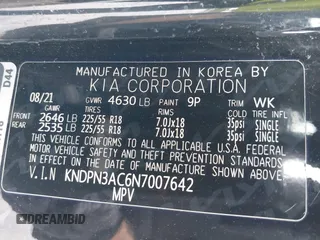 D44
MANUFACTURED IN KOREA BY
KIA CORPORATION
08/21 GVWR 4630 LB PAINT 9P TRIM WK
GAWR TIRES RIMS COLD TIRE INFL
FRONT 2646 LB 225/55 R18 7.0Jx18 35psi SINGLE
REAR 2535 LB 225/55 R18 7.0Jx18 35psi SINGLE
THIS VEHICLE CONFORMS TO ALL APPLICABLE U.S.A. FEDERAL
MOTOR VEHICLE SAFETY, BUMPER, AND THEFT PREVENTION
STANDARDS IN EFFECT ON THE DATE OF MANUFACTURE SHOWN ABOVE.
V.I.N KNDPN3AC6N7007642
MPV
DREAMBID